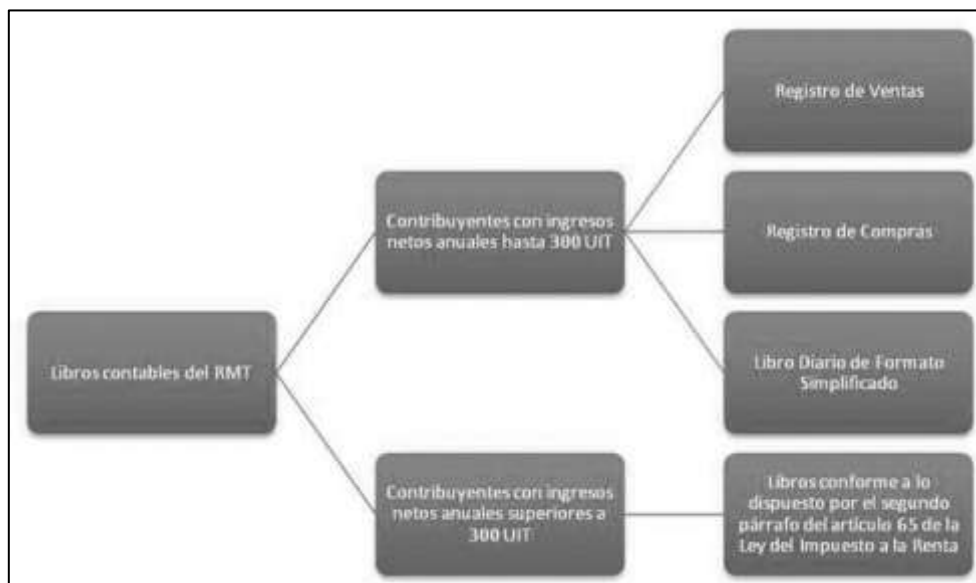 Libros contables del RMT
Contribuyentes con ingresos
netos anuales hasta 300 UIT
Registro de Ventas
Registro de Compras
Libro Diario de Formato
Simplificado
Contribuyentes con ingresos
netos anuales superiores a
300 UIT
Libros conforme a lo
dispuesto por el segundo
párrafo del artículo 65 de la
Ley del Impuesto a la Renta